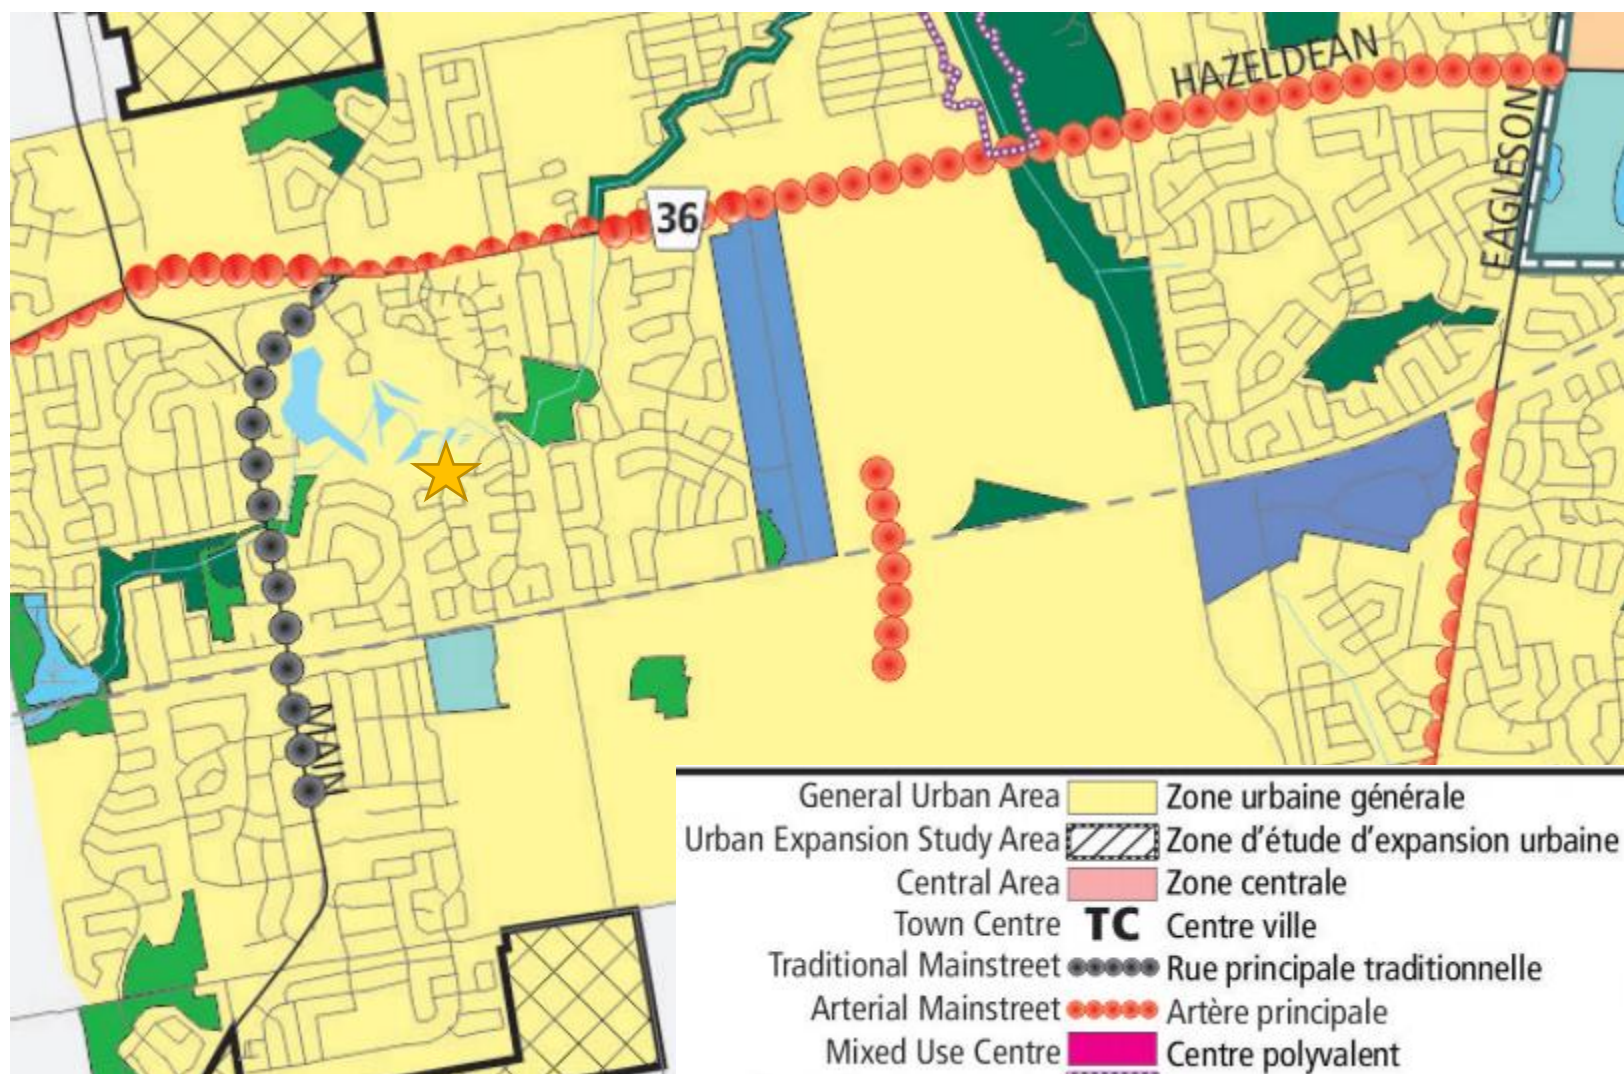 HAZELDEAN
EAGLESON
36
MAIN
General Urban Area Zone urbaine générale
Urban Expansion Study Area Zone d'étude d'expansion urbaine
Central Area Zone centrale
Town Centre TC Centre ville
Traditional Mainstreet Rue principale traditionnelle
Arterial Mainstreet Artère principale
Mixed Use Centre Centre polyvalent